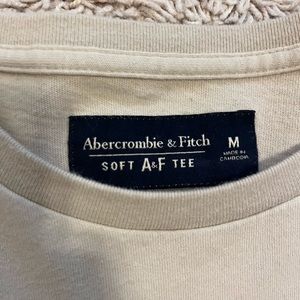 Abercrombie & Fitch
SOFT A&F TEE
M
MADE IN
CAMBODIA